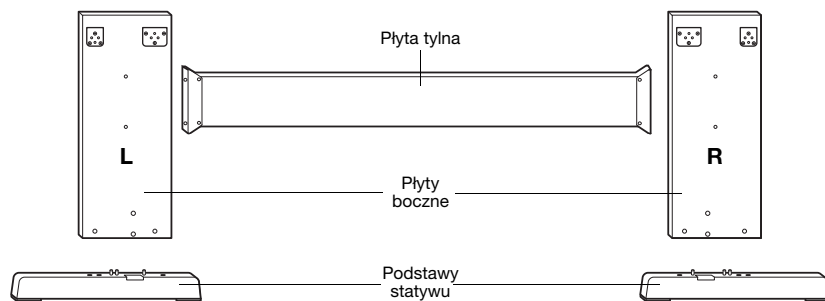 Płyta tylna
L
R
Płyty
boczne
Podstawy
statywu